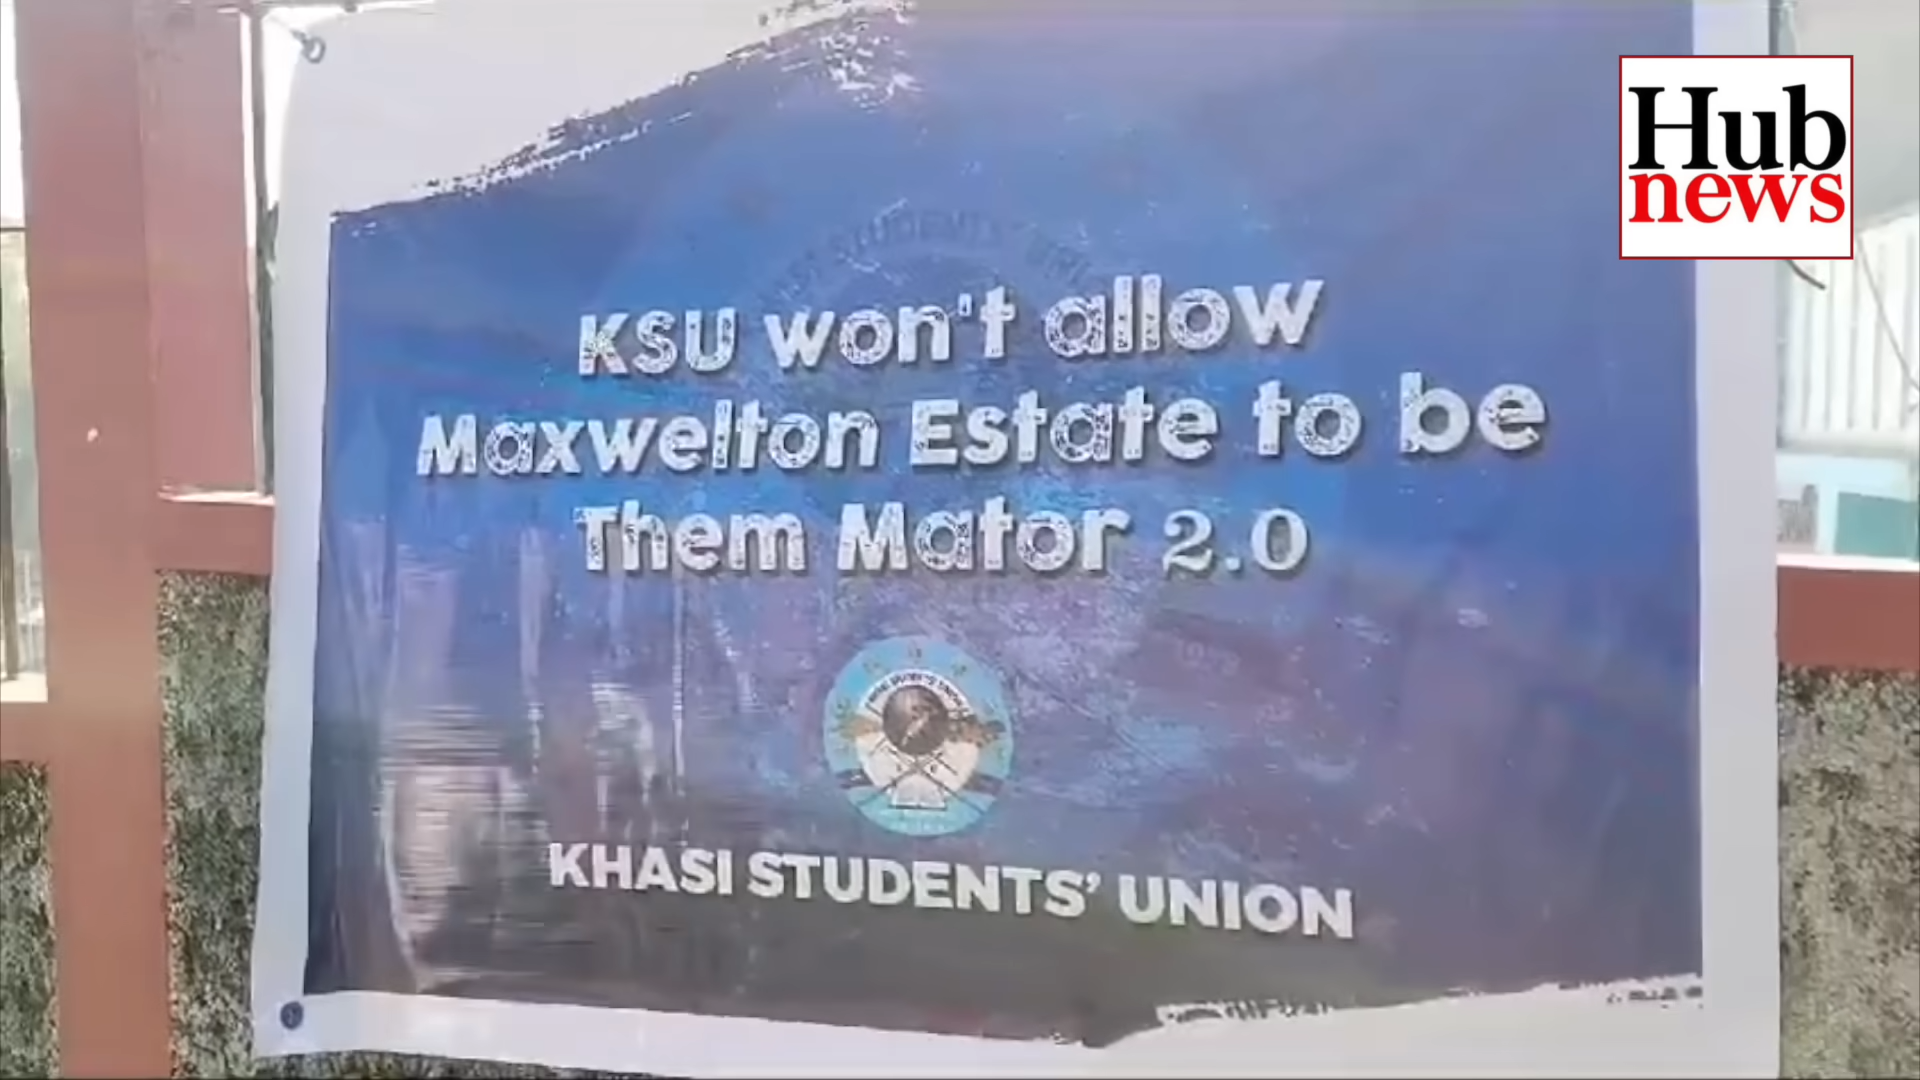 Hub
news
KSU won't allow
Maxwelton Estate to be
Them Mator 2.0
KHASI STUDENTS' UNION